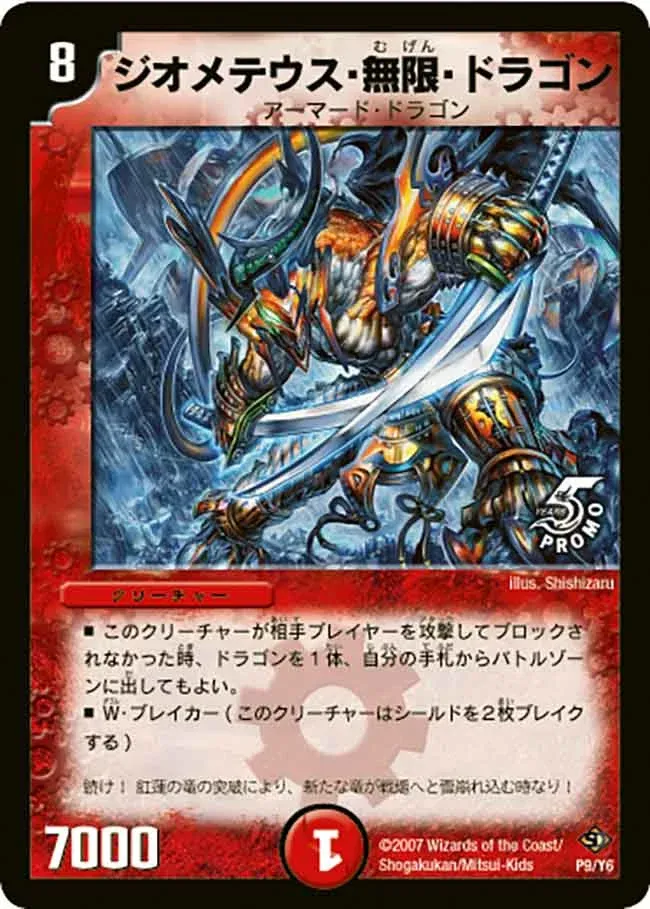 8
ジオメテウス・無限・ドラゴン
むげん
アーマード・ドラゴン
YEARS 5 PROMO
illus. Shishizaru
クリーチャー
■ このクリーチャーが相手プレイヤーを攻撃してブロックさ
れなかった時、ドラゴンを1体、自分の手札からバトルゾー
ンに出してもよい。
■ W・ブレイカー(このクリーチャーはシールドを2枚ブレイク
する)
続け! 紅蓮の竜の突破により、新たな竜が戦場へと雪崩れ込む時なり!
7000
1
©2007 Wizards of the Coast/
Shogakukan/Mitsui-Kids
P9/Y6